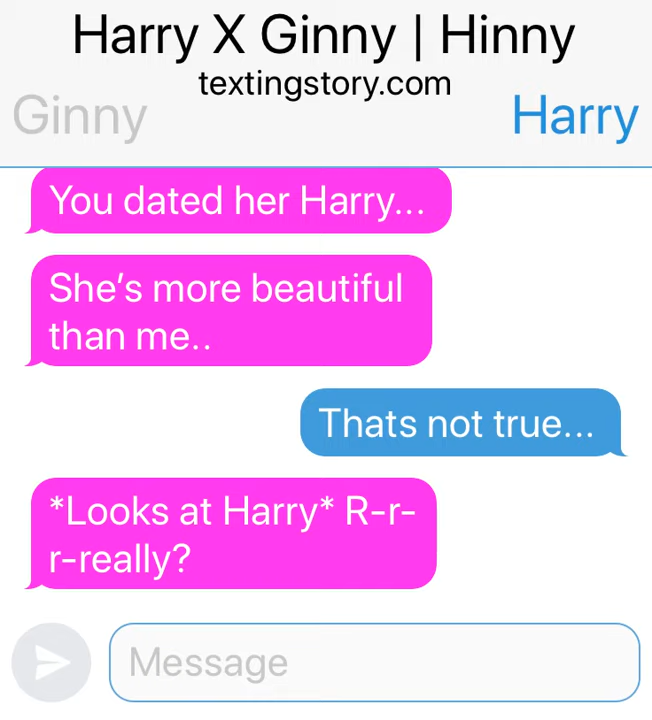 Harry X Ginny | Hinny
textingstory.com
Ginny
Harry
You dated her Harry...
She’s more beautiful
than me..
Thats not true...
*Looks at Harry* R-r-
r-really?
Message